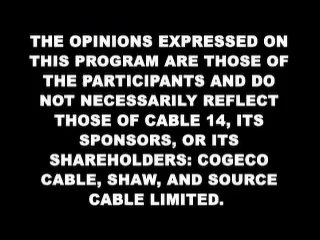 THE OPINIONS EXPRESSED ON
THIS PROGRAM ARE THOSE OF
THE PARTICIPANTS AND DO
NOT NECESSARILY REFLECT
THOSE OF CABLE 14, ITS
SPONSORS, OR ITS
SHAREHOLDERS: COGECO
CABLE, SHAW, AND SOURCE
CABLE LIMITED.